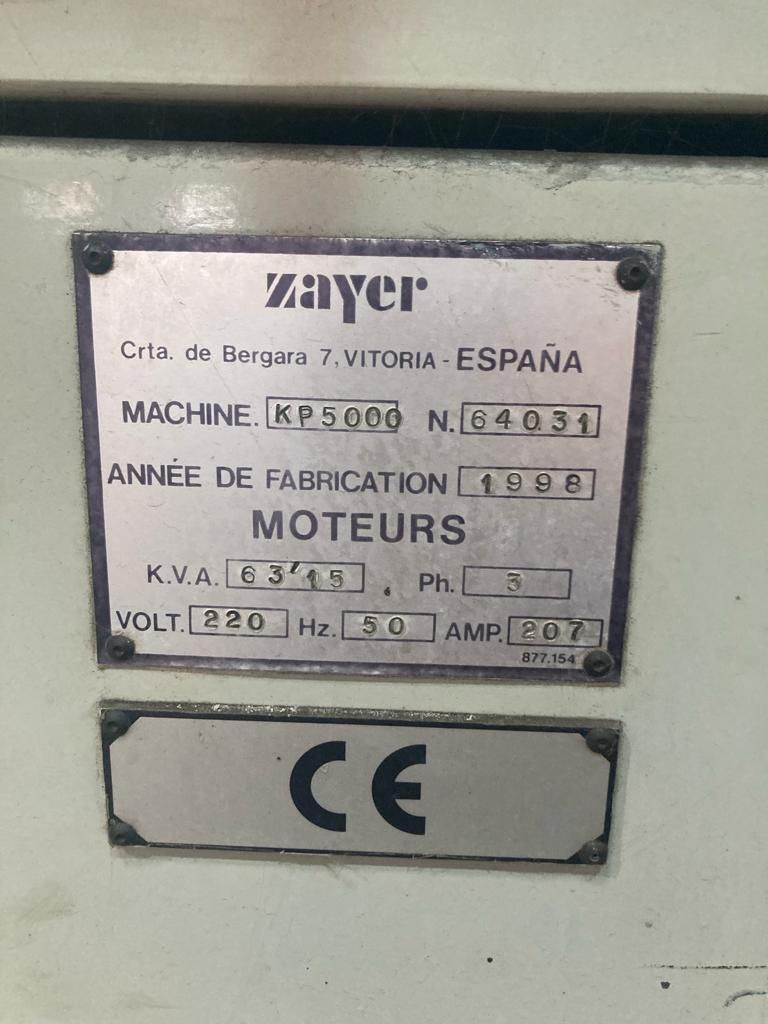 zayer
Crta. de Bergara 7, VITORIA - ESPAÑA
MACHINE. KP5000 N. 64031
ANNÉE DE FABRICATION 1998
MOTEURS
K.V.A. 63'15 Ph. 3
VOLT. 220 Hz. 50 AMP. 207
877.154
CE